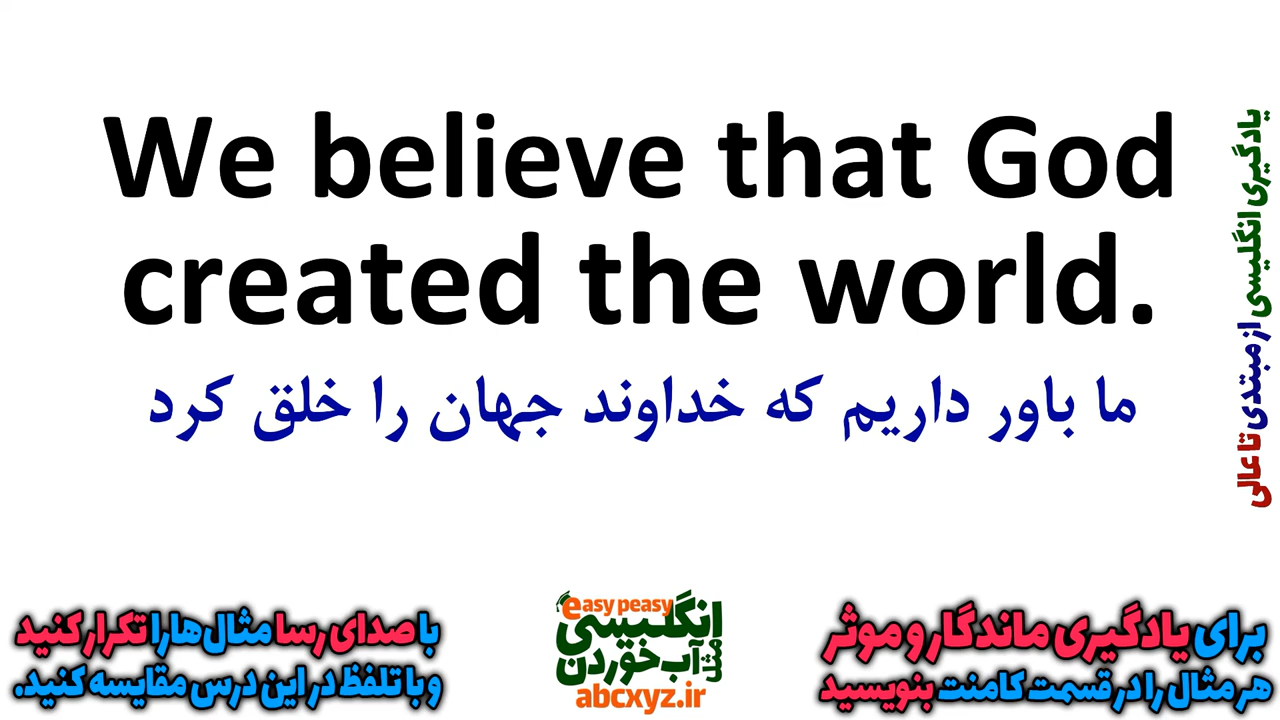 We believe that God
created the world.
ما باور داریم که خداوند جهان را خلق کرد
یادگیری انگلیسی از مبتدی تا عالی
برای یادگیری ماندگار و موثر
هر مثال را در قسمت کامنت بنویسید
easy peasy
انگلیسی
مثل آب خوردن
abcxyz.ir
با صدای رسا مثال‌ها را تکرار کنید
و با تلفظ در این درس مقایسه کنید.